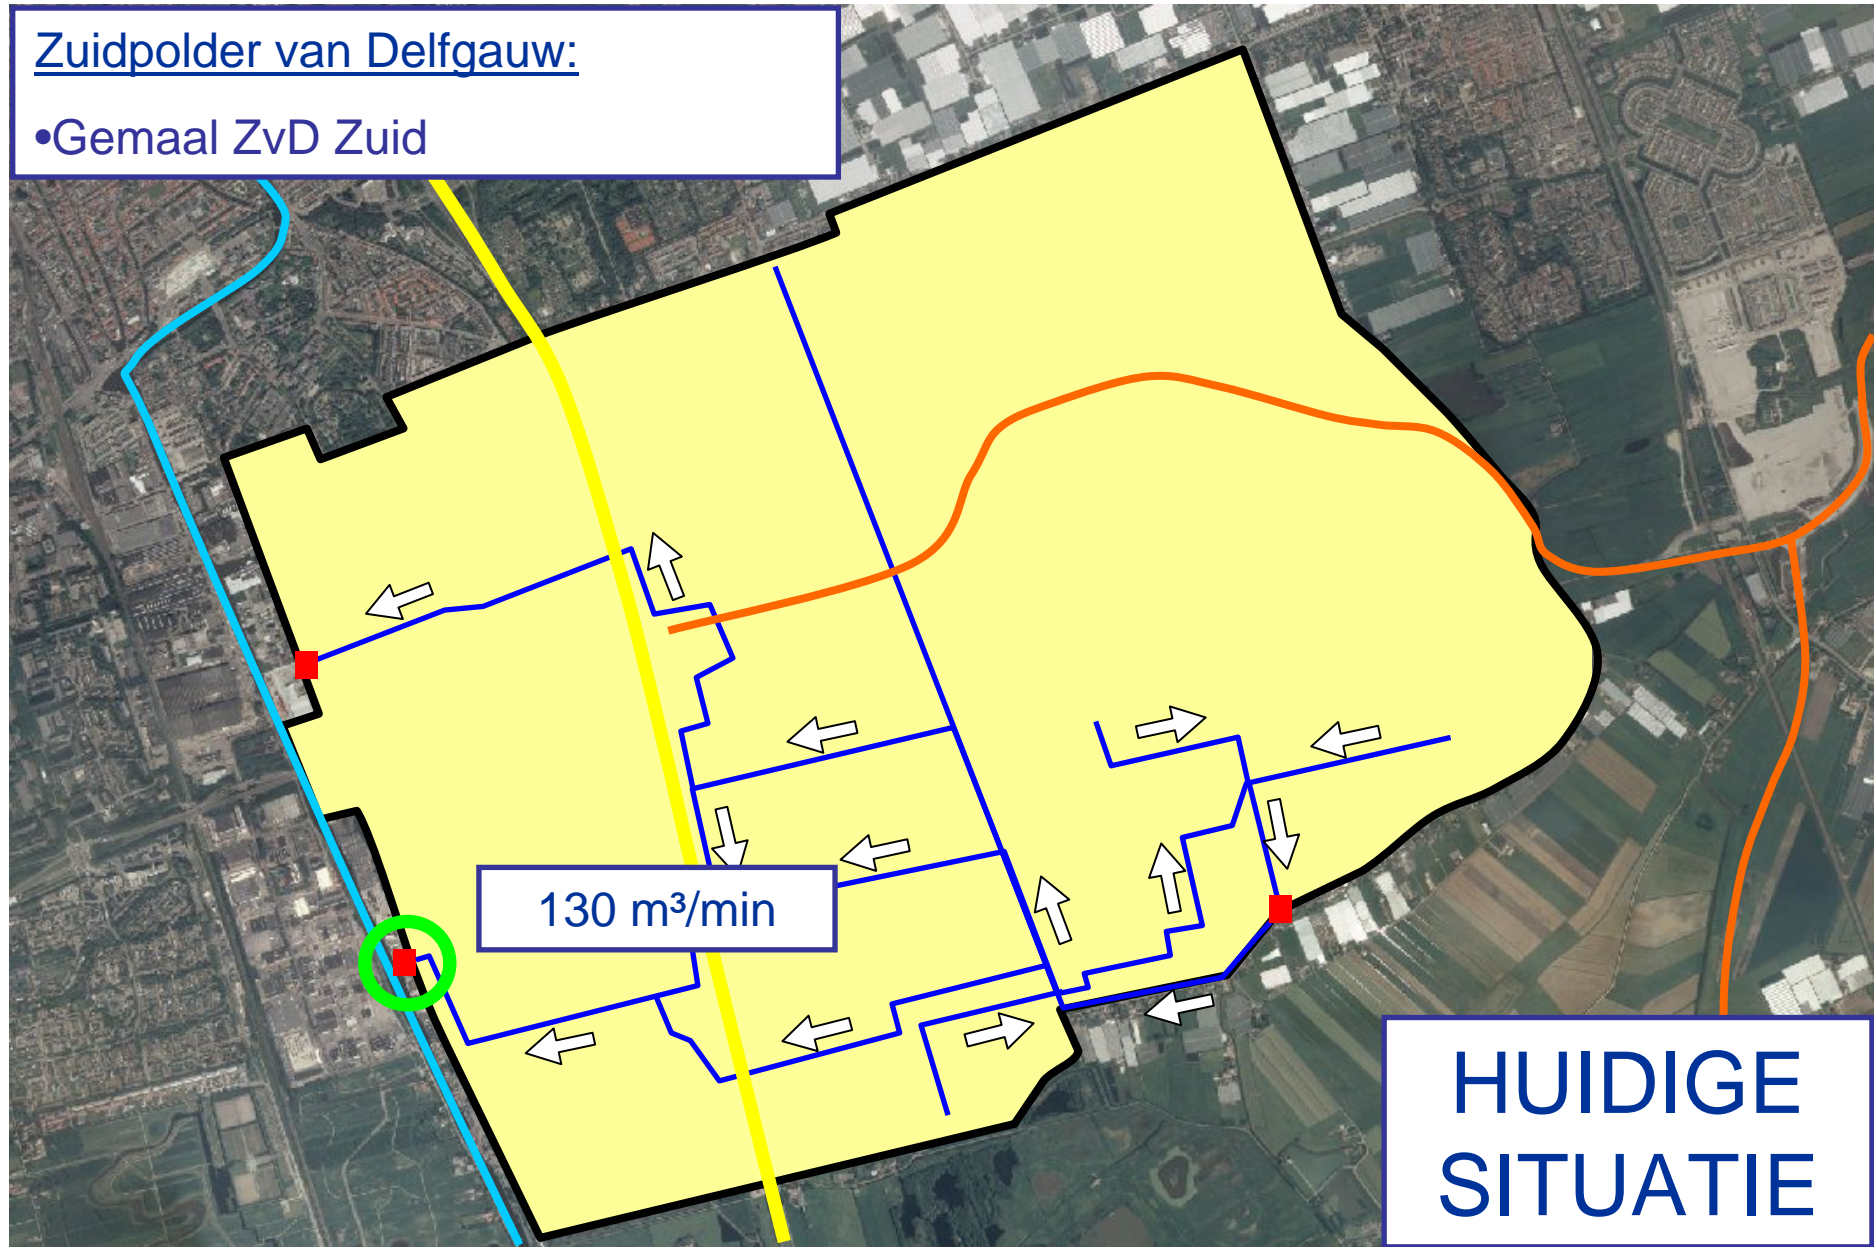 Zuidpolder van Delfgauw:
•Gemaal ZvD Zuid
130 m³/min
HUIDIGE
SITUATIE